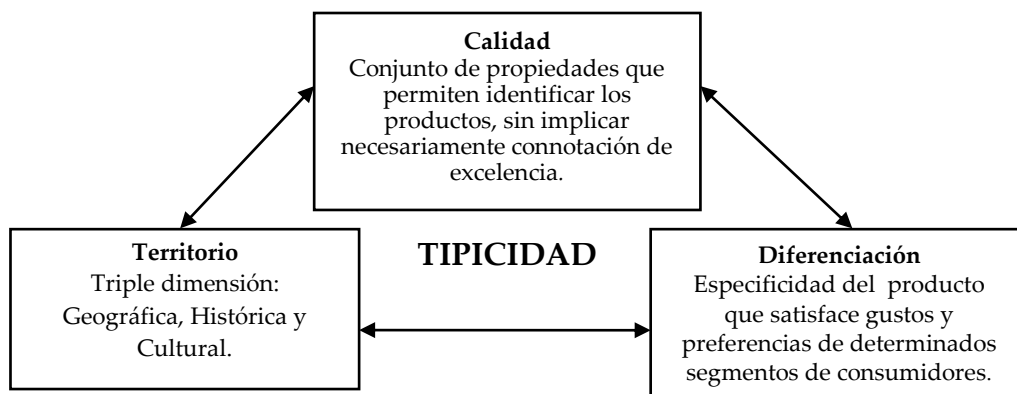 Calidad
Conjunto de propiedades que
permiten identificar los
productos, sin implicar
necesariamente connotación de
excelencia.
Territorio
Triple dimensión:
Geográfica, Histórica y
Cultural.
TIPICIDAD
Diferenciación
Especificidad del producto
que satisface gustos y
preferencias de determinados
segmentos de consumidores.